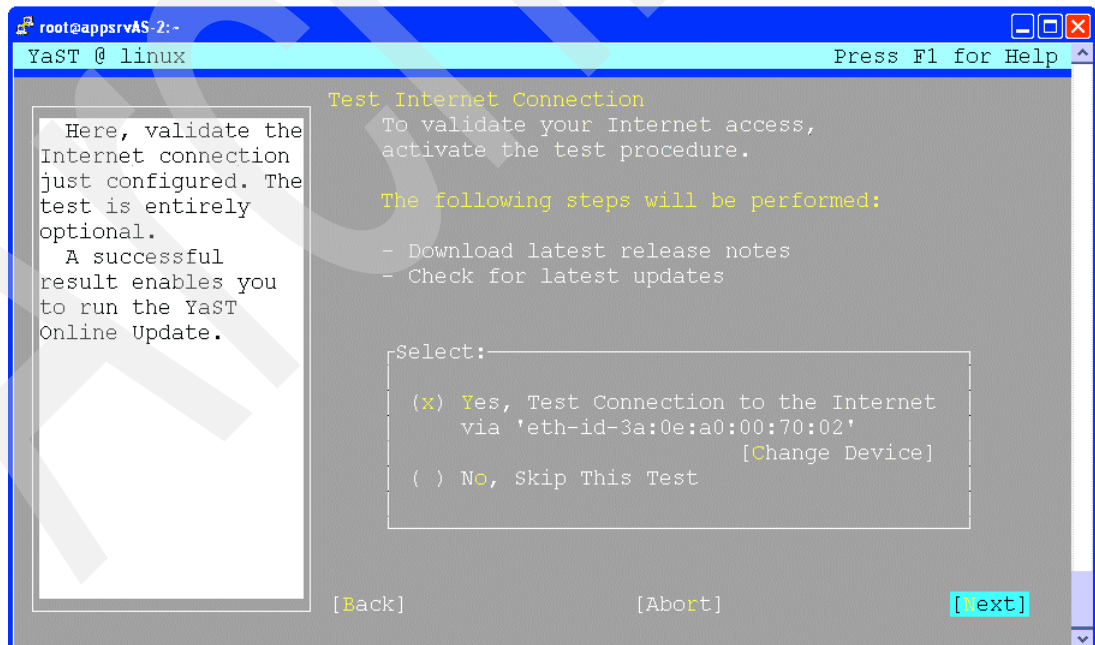 root@appsrvAS-2:~
YaST @ linux Press F1 for Help
Here, validate the
Internet connection
just configured. The
test is entirely
optional.
A successful
result enables you
to run the YaST
Online Update.
Test Internet Connection
To validate your Internet access,
activate the test procedure.
The following steps will be performed:
- Download latest release notes
- Check for latest updates
Select:
(x) Yes, Test Connection to the Internet
via 'eth-id-3a:0e:a0:00:70:02'
[Change Device]
( ) No, Skip This Test
[Back] [Abort] [Next]